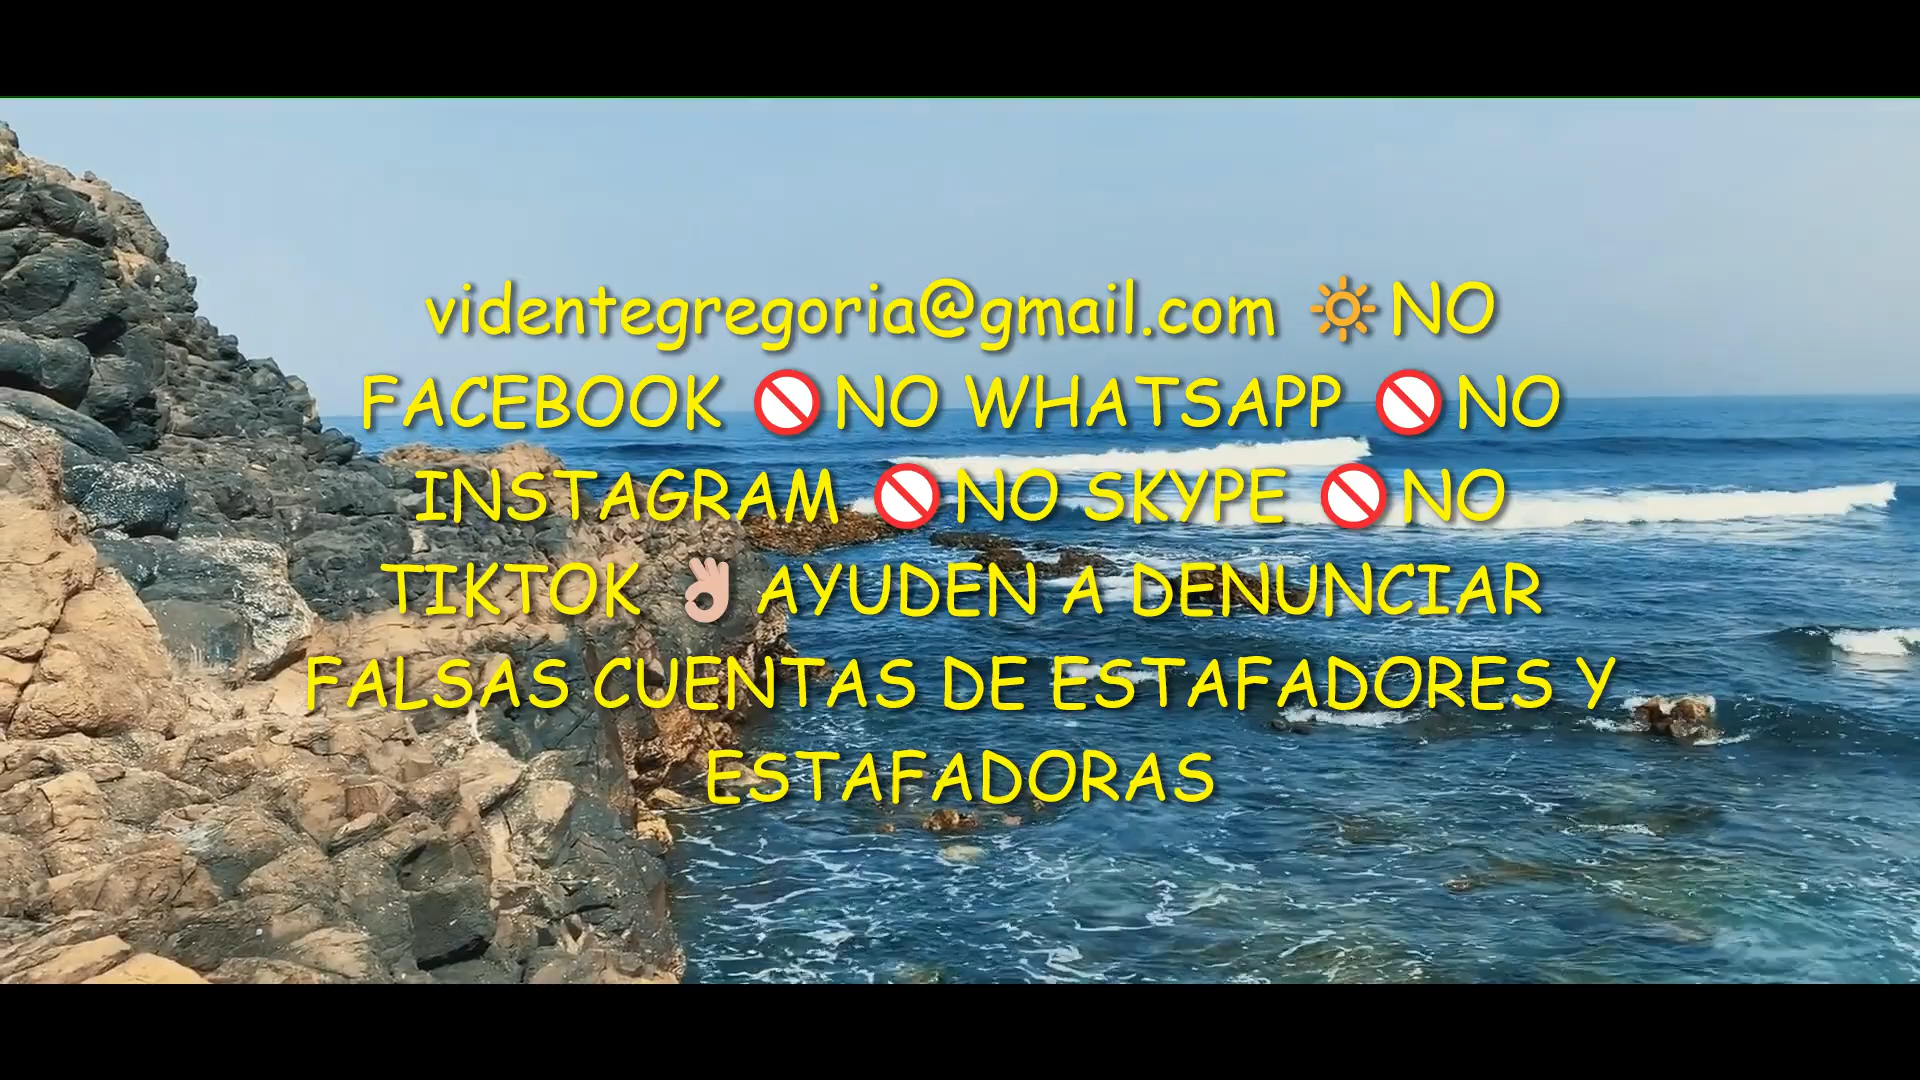 videntegregoria@gmail.com 🔆NO
FACEBOOK 🚫NO WHATSAPP 🚫NO
INSTAGRAM 🚫NO SKYPE 🚫NO
TIKTOK 👌🏼AYUDEN A DENUNCIAR
FALSAS CUENTAS DE ESTAFADORES Y
ESTAFADORAS